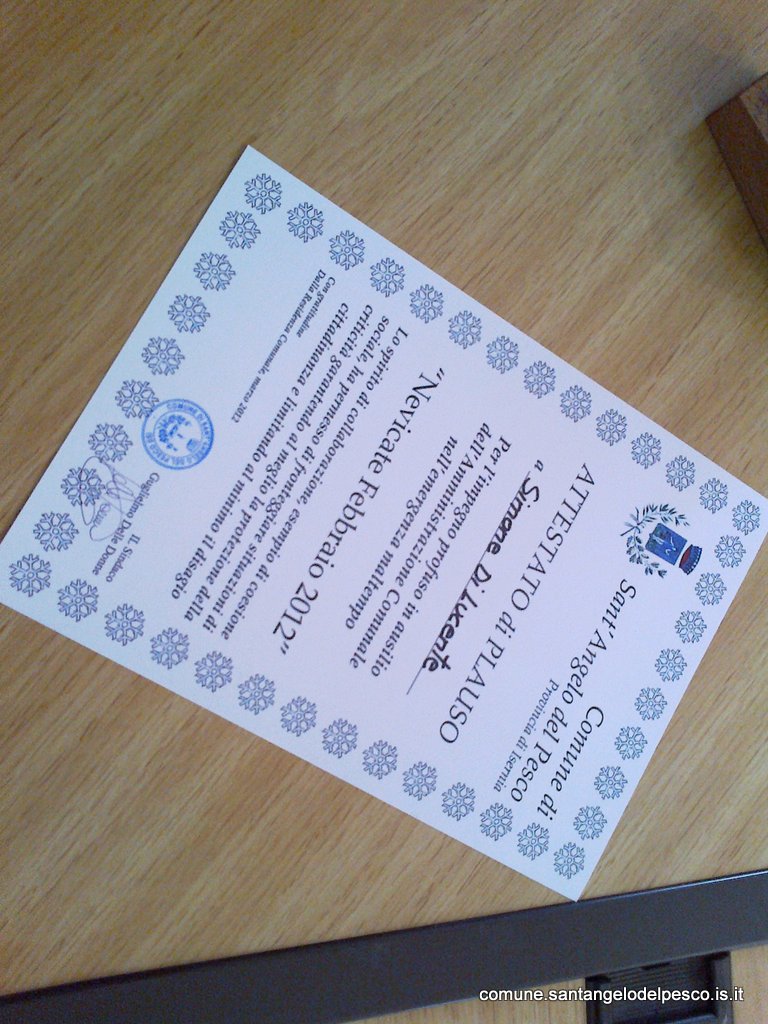 Comune di
Sant'Angelo del Pesco
Provincia di Isernia
ATTESTATO di PLAUSO
a Simone Di Lucente
Per l'impegno profuso in ausilio
dell'Amministrazione Comunale
nell'emergenza maltempo
"Nevicate Febbraio 2012"
Lo spirito di collaborazione, esempio di coesione
sociale, ha permesso di fronteggiare situazioni di
criticità garantendo al meglio la protezione della
cittadinanza e limitando al minimo il disagio
Con gratitudine
Dalla Residenza Comunale, marzo 2012
IL Sindaco
Guglielmo Delle Donne
comune.santangelodelpesco.is.it